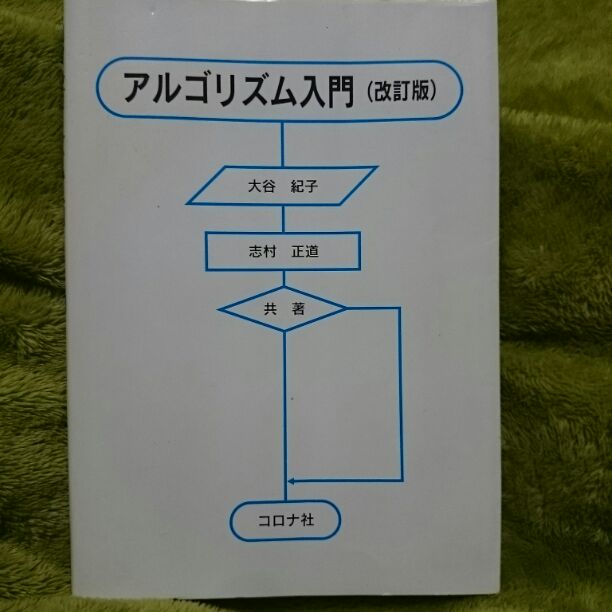 アルゴリズム入門（改訂版）
大谷　紀子
志村　正道
共　著
コロナ社